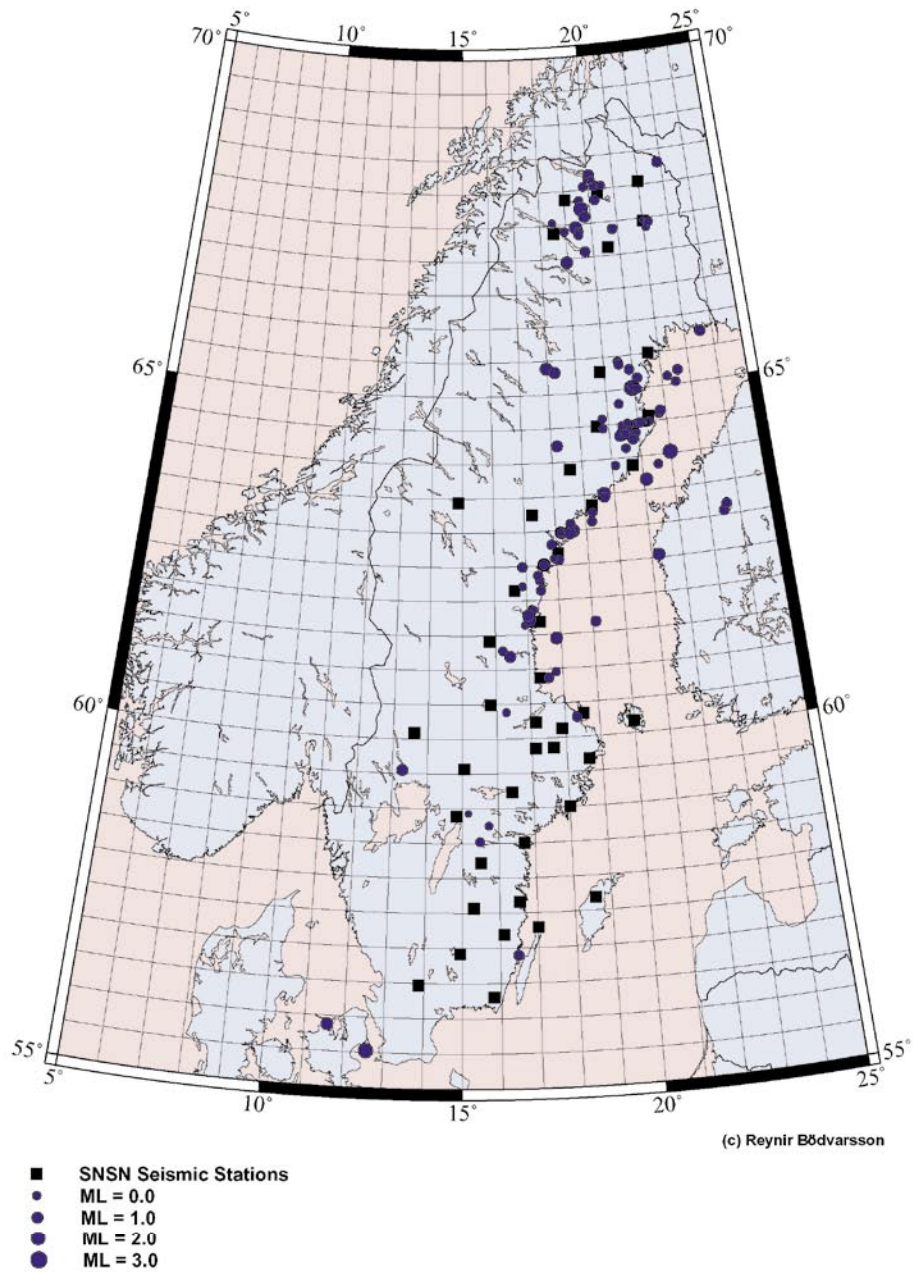 5° 10° 15° 20° 25°
70° 70°
65° 65°
60° 60°
55° 55°
5° 10° 15° 20° 25°
(c) Reynir Bödvarsson
SNSN Seismic Stations
ML = 0.0
ML = 1.0
ML = 2.0
ML = 3.0